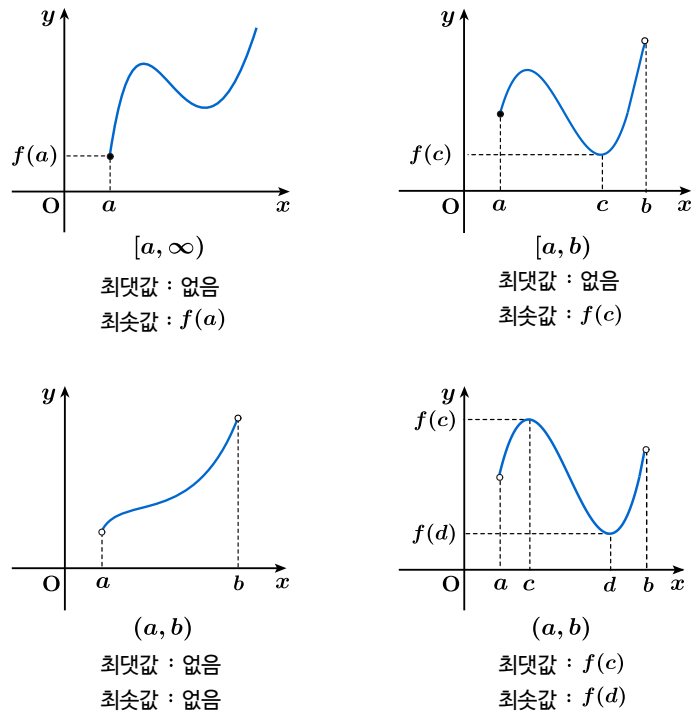 y
f(a)
O a x
[a, ∞)
최댓값 : 없음
최솟값 : f(a)
y
f(c)
O a c b x
[a, b)
최댓값 : 없음
최솟값 : f(c)
y
O a b x
(a, b)
최댓값 : 없음
최솟값 : 없음
y
f(c)
f(d)
O a c d b x
(a, b)
최댓값 : f(c)
최솟값 : f(d)